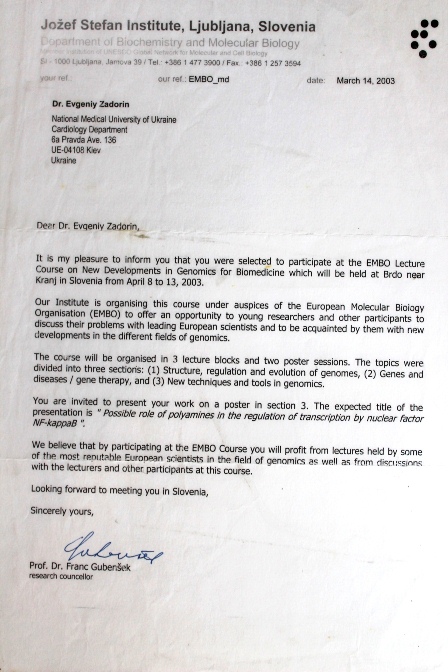 Jožef Stefan Institute, Ljubljana, Slovenia
Department of Biochemistry and Molecular Biology
SI - 1000 Ljubljana, Jamova 39 / Tel.: +386 1 477 3900 / Fax. +386 1 257 3594
your ref.: our ref.: EMBO_md date: March 14, 2003
Dr. Evgeniy Zadorin
National Medical University of Ukraine
Cardiology Department
6a Pravda Ave. 136
UE-04108 Kiev
Ukraine
Dear Dr. Evgeniy Zadorin,
It is my pleasure to inform you that you were selected to participate at the EMBO Lecture
Course on New Developments in Genomics for Biomedicine which will be held at Brdo near
Kranj in Slovenia from April 8 to 13, 2003.
Our Institute is organising this course under auspices of the European Molecular Biology
Organisation (EMBO) to offer an opportunity to young researchers and other participants to
discuss their problems with leading European scientists and to be acquainted by them with new
developments in the different fields of genomics.
The course will be organised in 3 lecture blocks and two poster sessions. The topics were
divided into three sections: (1) Structure, regulation and evolution of genomes, (2) Genes and
diseases / gene therapy, and (3) New techniques and tools in genomics.
You are invited to present your work on a poster in section 3. The expected title of the
presentation is " Possible role of polyamines in the regulation of transcription by nuclear factor
NF-kappaB ".
We believe that by participating at the EMBO Course you will profit from lectures held by some
of the most reputable European scientists in the field of genomics as well as from discussions
with the lecturers and other participants at this course.
Looking forward to meeting you in Slovenia,
Sincerely yours,
Prof. Dr. Franc Gubenšek
research councellor